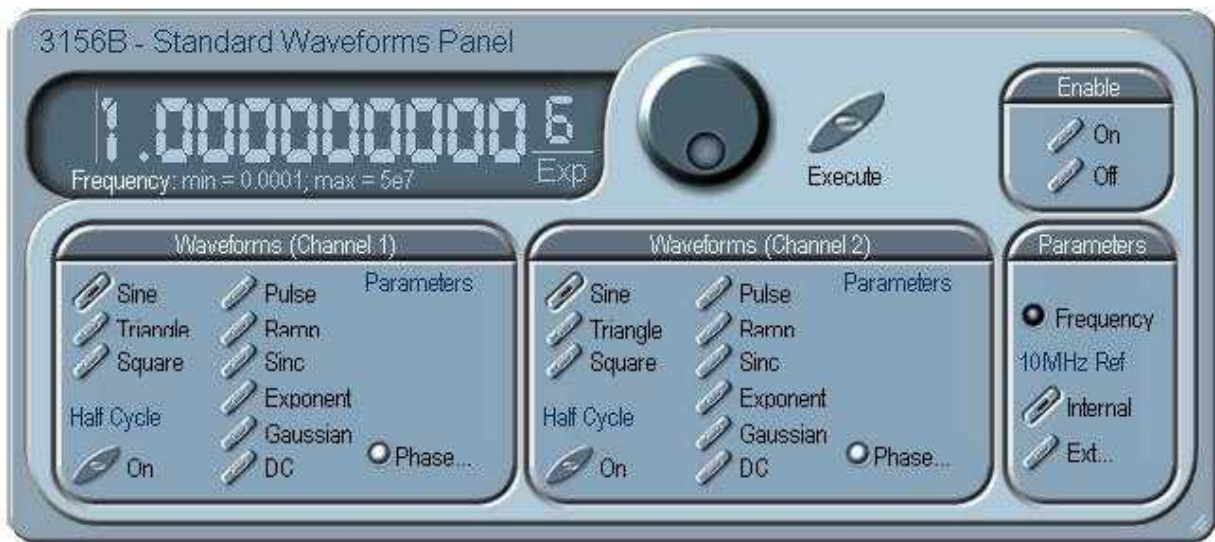 3156B - Standard Waveforms Panel
1.000000000 6
Exp
Frequency: min = 0.0001; max = 5e7
Execute
Enable
On
Off
Waveforms (Channel 1)
Sine
Triangle
Square
Half Cycle
On
Pulse
Ramp
Sinc
Exponent
Gaussian
DC
Parameters
Phase...
Waveforms (Channel 2)
Sine
Triangle
Square
Half Cycle
On
Pulse
Ramp
Sinc
Exponent
Gaussian
DC
Parameters
Phase...
Parameters
Frequency
10MHz Ref
Internal
Ext...